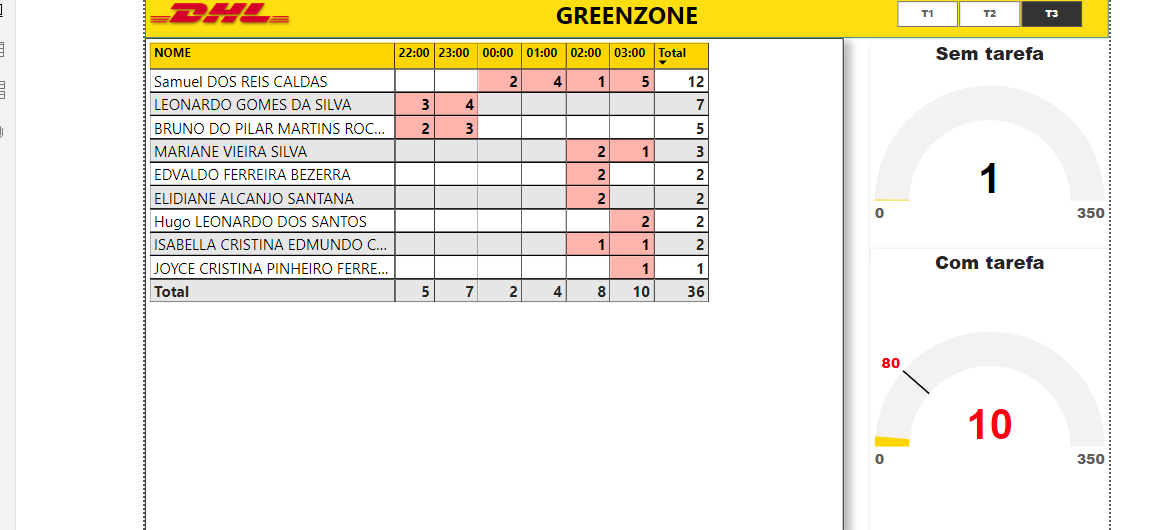 DHL
GREENZONE
T1 T2 T3
NOME 22:00 23:00 00:00 01:00 02:00 03:00 Total
Samuel DOS REIS CALDAS 2 4 1 5 12
LEONARDO GOMES DA SILVA 3 4 7
BRUNO DO PILAR MARTINS ROC... 2 3 5
MARIANE VIEIRA SILVA 2 1 3
EDVALDO FERREIRA BEZERRA 2 2
ELIDIANE ALCANJO SANTANA 2 2
Hugo LEONARDO DOS SANTOS 2 2
ISABELLA CRISTINA EDMUNDO C... 1 1 2
JOYCE CRISTINA PINHEIRO FERRE... 1 1
Total 5 7 2 4 8 10 36
Sem tarefa
1
0 350
Com tarefa
80
10
0 350